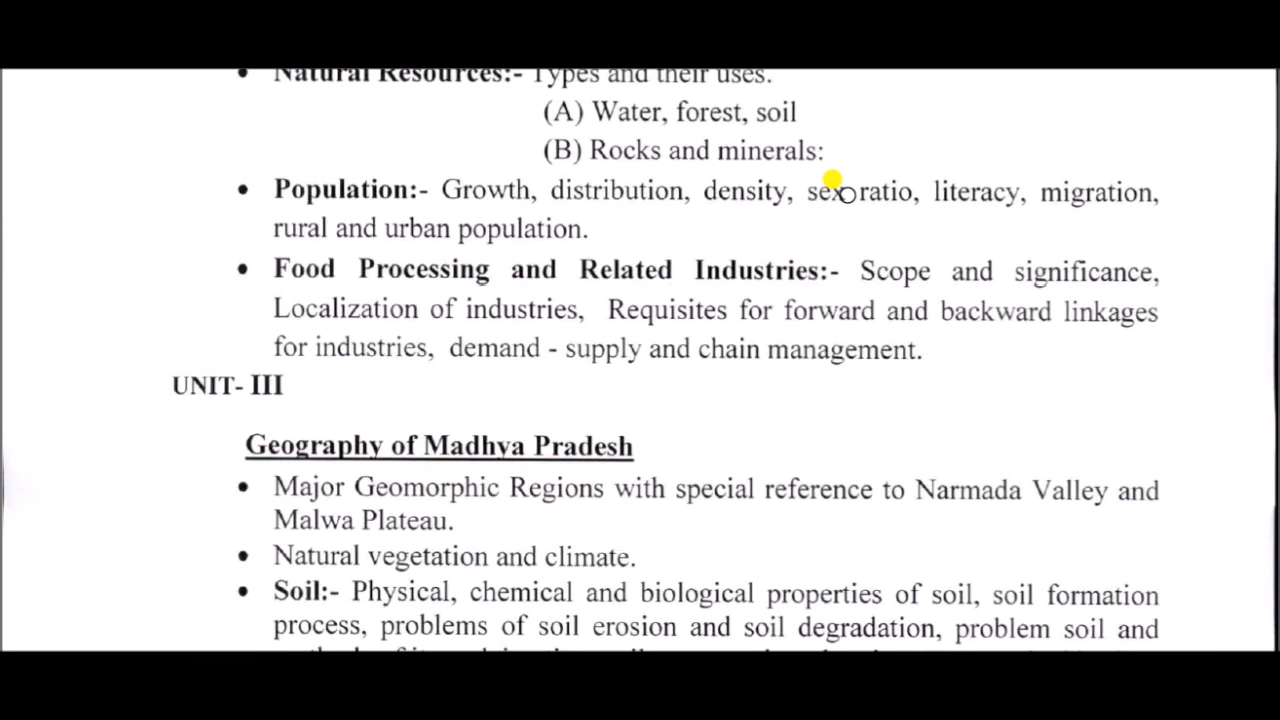 Natural Resources:- Types and their uses.
(A) Water, forest, soil
(B) Rocks and minerals:
Population:- Growth, distribution, density, sex ratio, literacy, migration,
rural and urban population.
Food Processing and Related Industries:- Scope and significance,
Localization of industries, Requisites for forward and backward linkages
for industries, demand - supply and chain management.
UNIT- III
Geography of Madhya Pradesh
Major Geomorphic Regions with special reference to Narmada Valley and
Malwa Plateau.
Natural vegetation and climate.
Soil:- Physical, chemical and biological properties of soil, soil formation
process, problems of soil erosion and soil degradation, problem soil and